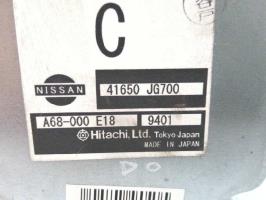 C
NISSAN 41650 JG700
A68-000 E18 9401
Hitachi, Ltd. Tokyo Japan
MADE IN JAPAN